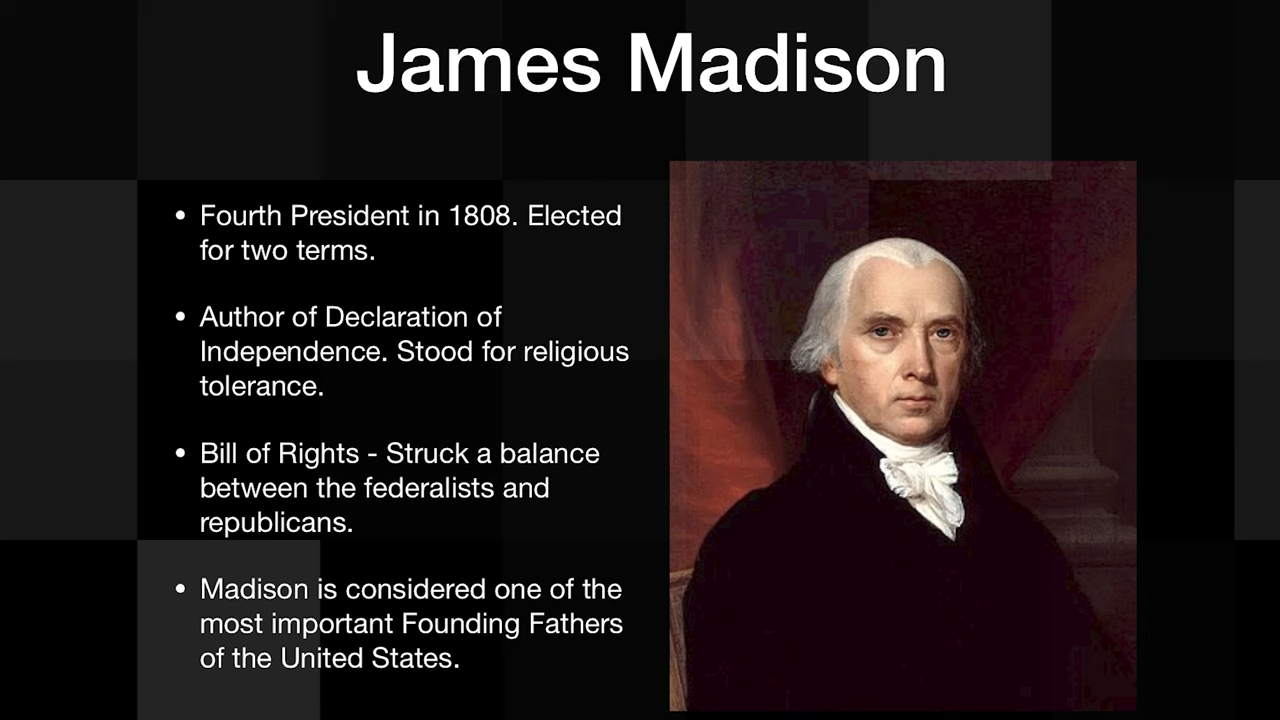 James Madison
• Fourth President in 1808. Elected
for two terms.
• Author of Declaration of
Independence. Stood for religious
tolerance.
• Bill of Rights - Struck a balance
between the federalists and
republicans.
• Madison is considered one of the
most important Founding Fathers
of the United States.